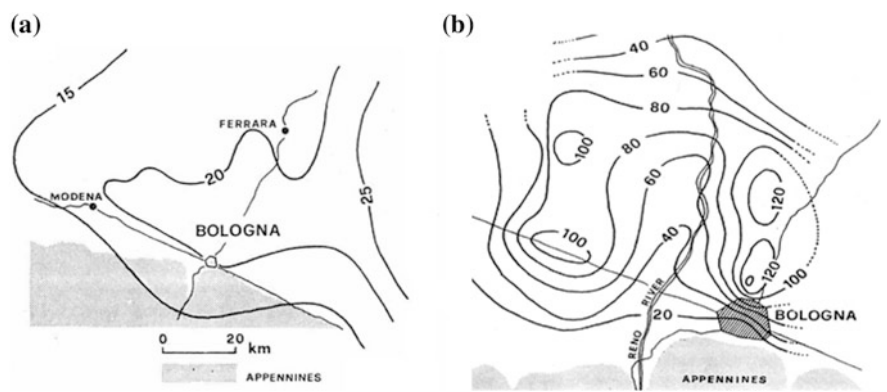 (a)
15
FERRARA
20
25
MODENA
BOLOGNA
0 20
km
APPENNINES
(b)
40
60
80
100
80
60
120
100
40
120
100
20
BOLOGNA
RENO RIVER
APPENNINES